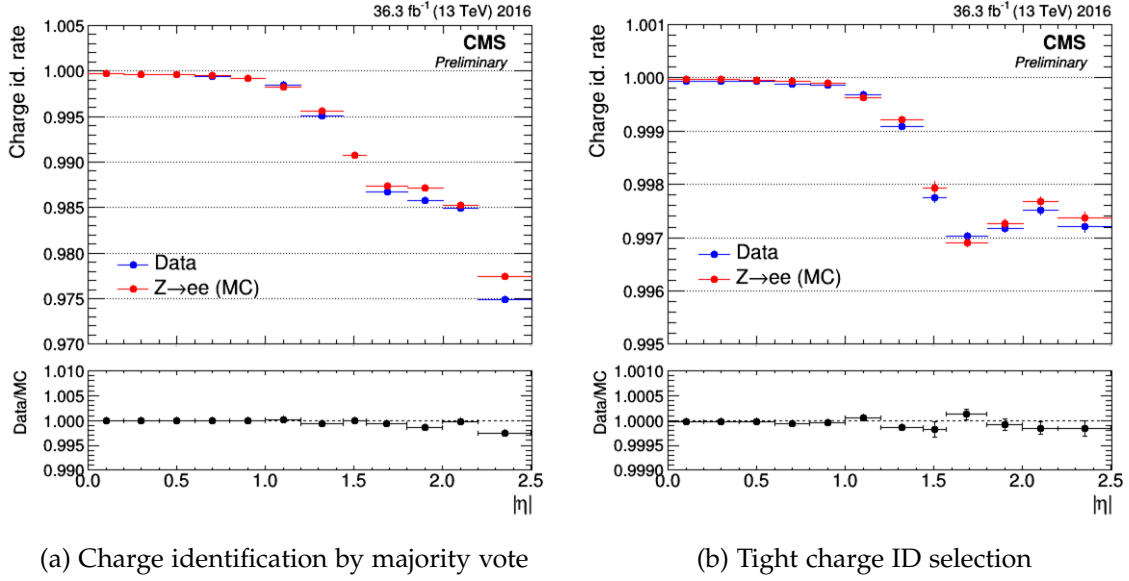 36.3 fb⁻¹ (13 TeV) 2016
Charge id. rate
CMS
Preliminary
1.000
0.995
0.990
0.985
0.980
0.975
0.970
Data
Z→ee (MC)
Data/MC
1.010
1.005
1.000
0.995
0.990
0.0 0.5 1.0 1.5 2.0 2.5
|η|
(a) Charge identification by majority vote
36.3 fb⁻¹ (13 TeV) 2016
Charge id. rate
CMS
Preliminary
1.001
1.000
0.999
0.998
0.997
0.996
0.995
Data
Z→ee (MC)
Data/MC
1.0010
1.0005
1.0000
0.9995
0.9990
0.0 0.5 1.0 1.5 2.0 2.5
|η|
(b) Tight charge ID selection